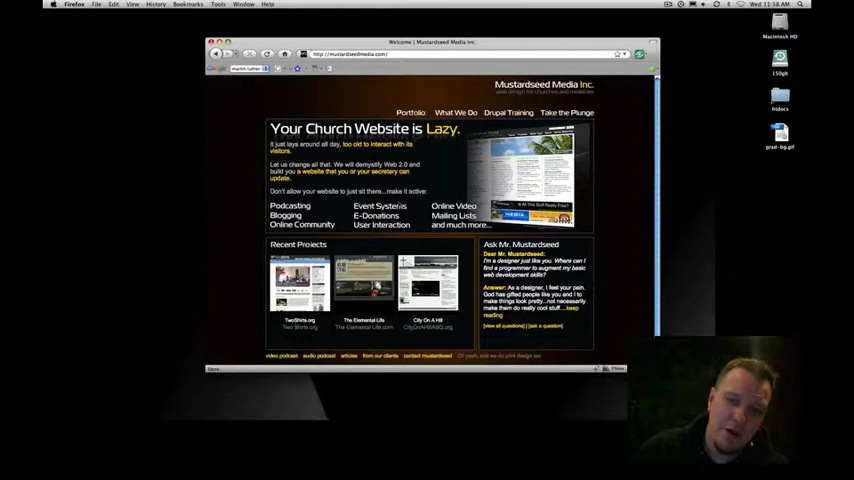 Firefox File Edit View History Bookmarks Tools Window Help
Wed 11:38 AM
Macintosh HD
150gb
htdocs
grad-bg.gif
Welcome | Mustardseed Media Inc.
http://mustardseedmedia.com/
martin luther
Mustardseed Media Inc.
web design for churches and ministries
Portfolio What We Do Drupal Training Take the Plunge
Your Church Website is Lazy.
It just lays around all day, too old to interact with its
visitors.
Let us change all that. We will demystify Web 2.0 and
build you a website that you or your secretary can
update.
Don't allow your website to just sit there...make it active:
Podcasting Event Systems Online Video
Blogging E-Donations Mailing Lists
Online Community User Interaction and much more...
Recent Projects
TwoShirts.org The Elemental Life City On A Hill
Two Shirts.org The Elemental Life.com CityOnAHillABQ.org
Ask Mr. Mustardseed
Dear Mr. Mustardseed:
I'm a designer just like you. Where can
I find a programmer to augment my basic
web development skills?
Answer: As a designer, I feel your pain.
God has gifted people like you and I to
make things look pretty...not necessarily
make them do really cool stuff...keep
reading
[view all questions] | [ask a question]
video podcast audio podcast articles from our clients contact mustardseed Oh yeah, and we do print design too
Done
YSlow